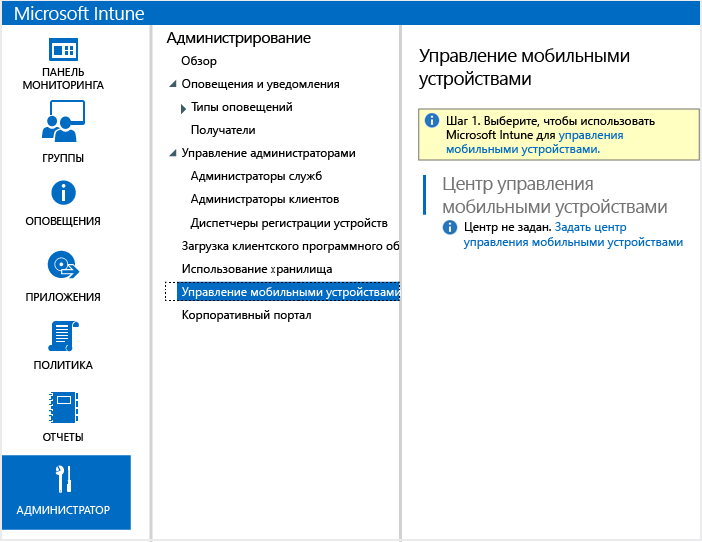 Microsoft Intune
ПАНЕЛЬ
МОНИТОРИНГА
ГРУППЫ
ОПОВЕЩЕНИЯ
ПРИЛОЖЕНИЯ
ПОЛИТИКА
ОТЧЕТЫ
АДМИНИСТРАТОР
Администрирование
Обзор
Оповещения и уведомления
Типы оповещений
Получатели
Управление администраторами
Администраторы служб
Администраторы клиентов
Диспетчеры регистрации устройств
Загрузка клиентского программного об
Использование хранилища
Управление мобильными устройствами
Корпоративный портал
Управление мобильными
устройствами
Шаг 1. Выберите, чтобы использовать
Microsoft Intune для управления
мобильными устройствами.
Центр управления
мобильными устройствами
Центр не задан. Задать центр
управления мобильными устройствами